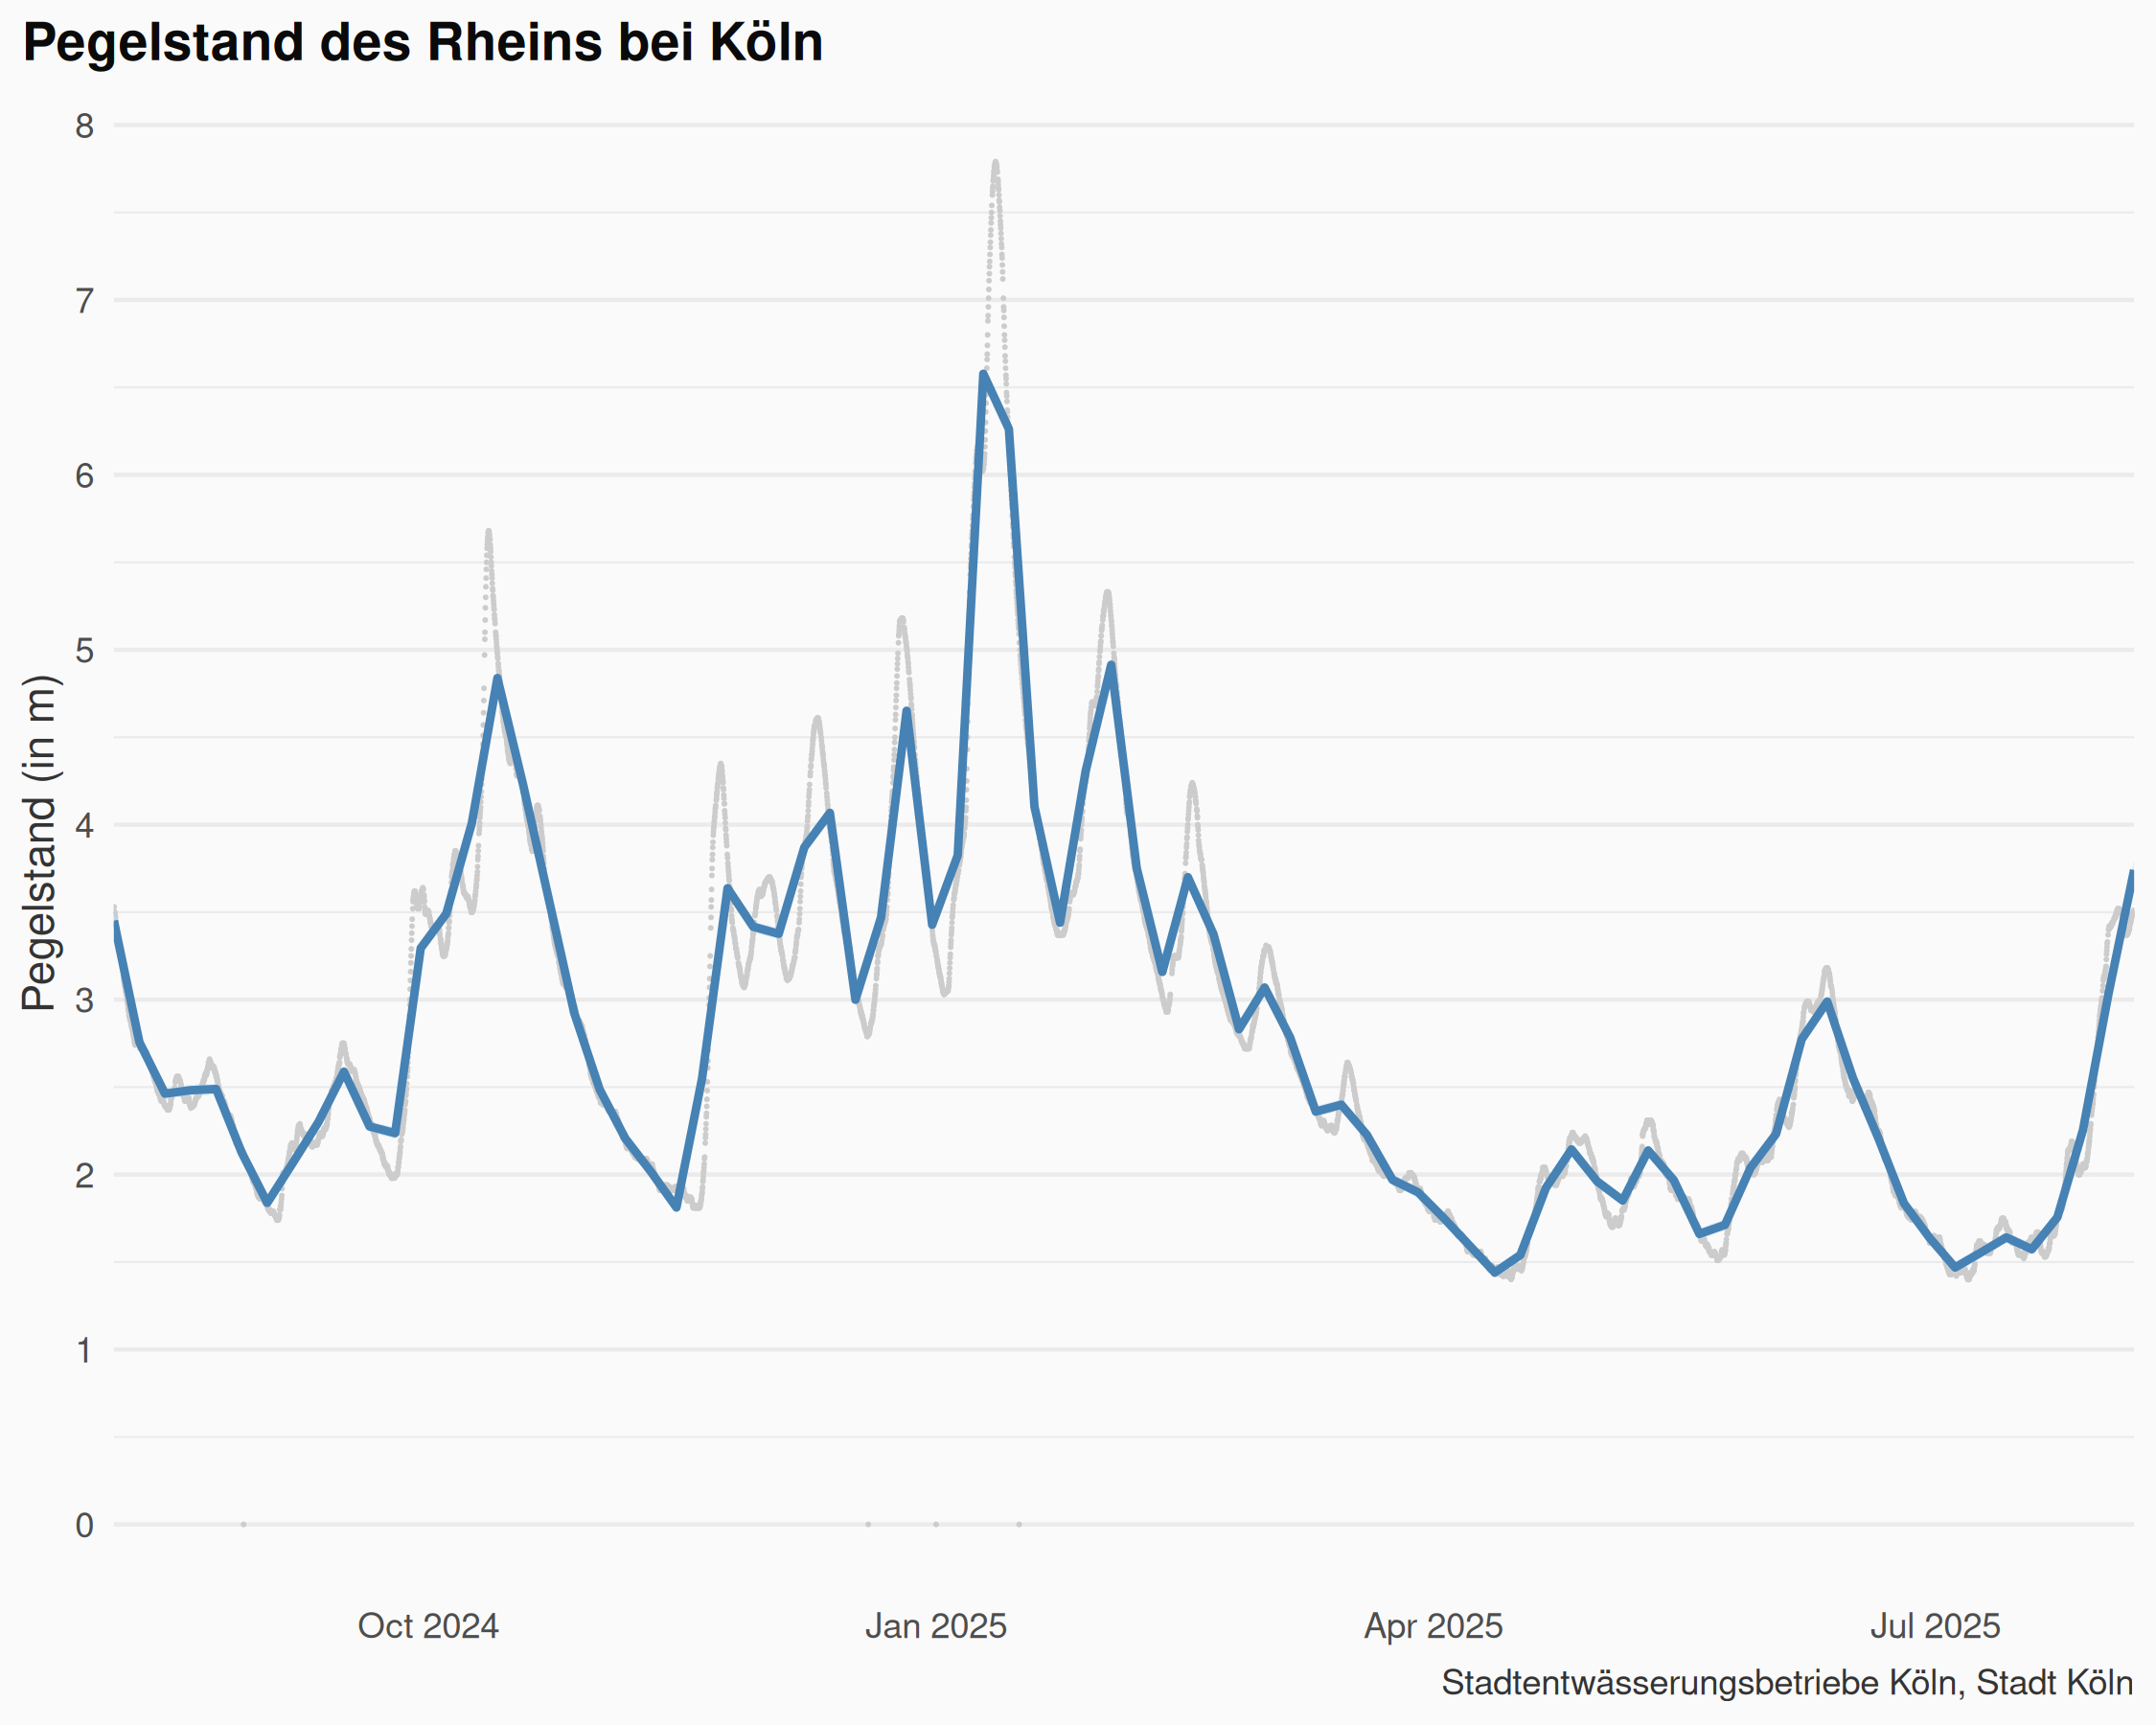 Pegelstand des Rheins bei Köln
Pegelstand (in m)
8
7
6
5
4
3
2
1
0
Oct 2024 Jan 2025 Apr 2025 Jul 2025
Stadtentwässerungsbetriebe Köln, Stadt Köln